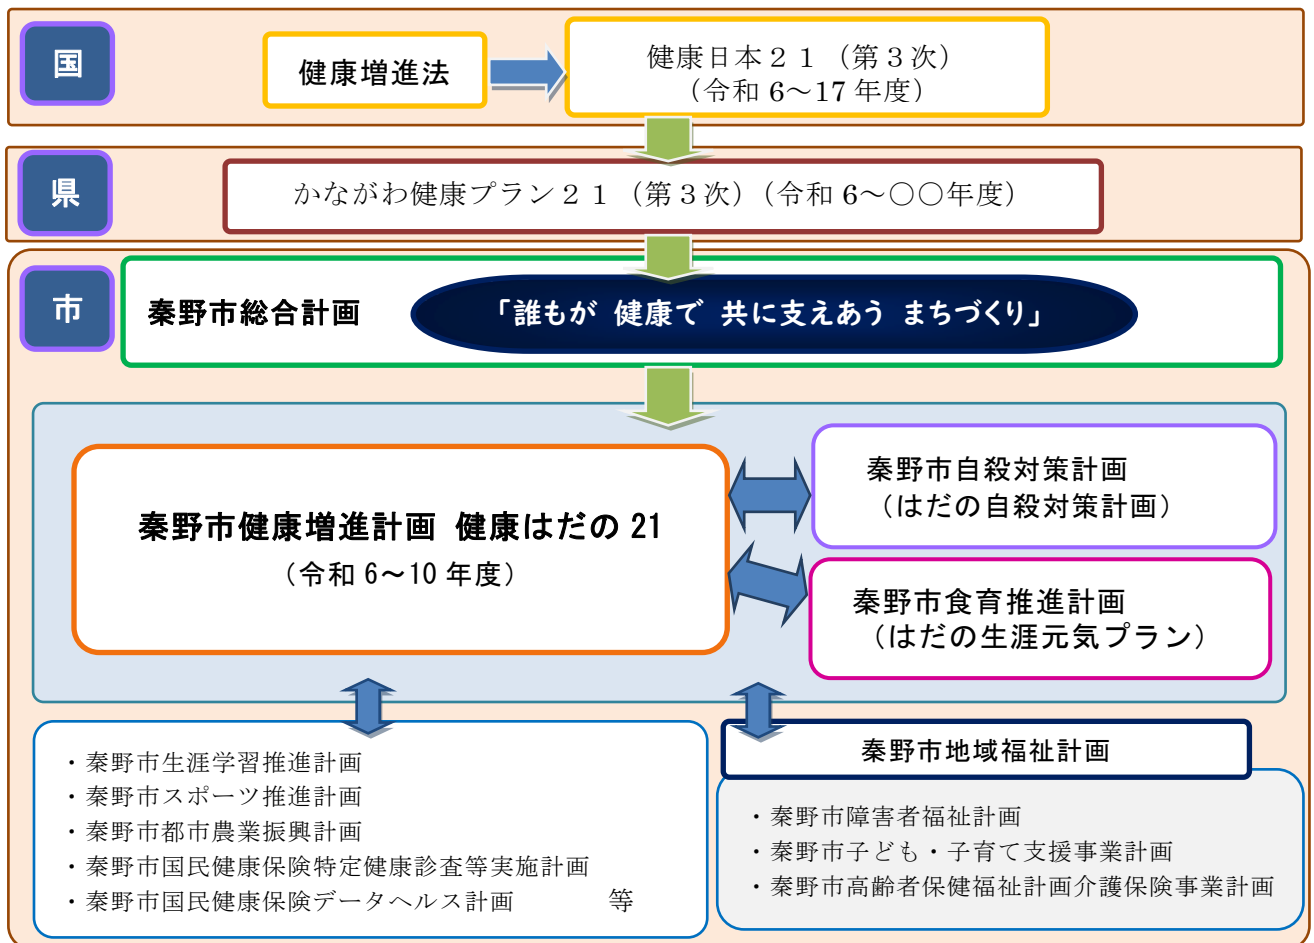 国
健康増進法
健康日本２１（第３次）
（令和 6～17 年度）
県
かながわ健康プラン２１（第３次）（令和 6～〇〇年度）
市
秦野市総合計画
「誰もが 健康で 共に支えあう まちづくり」
秦野市健康増進計画 健康はだの 21
（令和 6～10 年度）
秦野市自殺対策計画
（はだの自殺対策計画）
秦野市食育推進計画
（はだの生涯元気プラン）
・秦野市生涯学習推進計画
・秦野市スポーツ推進計画
・秦野市都市農業振興計画
・秦野市国民健康保険特定健康診査等実施計画
・秦野市国民健康保険データヘルス計画　　　　等
秦野市地域福祉計画
・秦野市障害者福祉計画
・秦野市子ども・子育て支援事業計画
・秦野市高齢者保健福祉計画介護保険事業計画